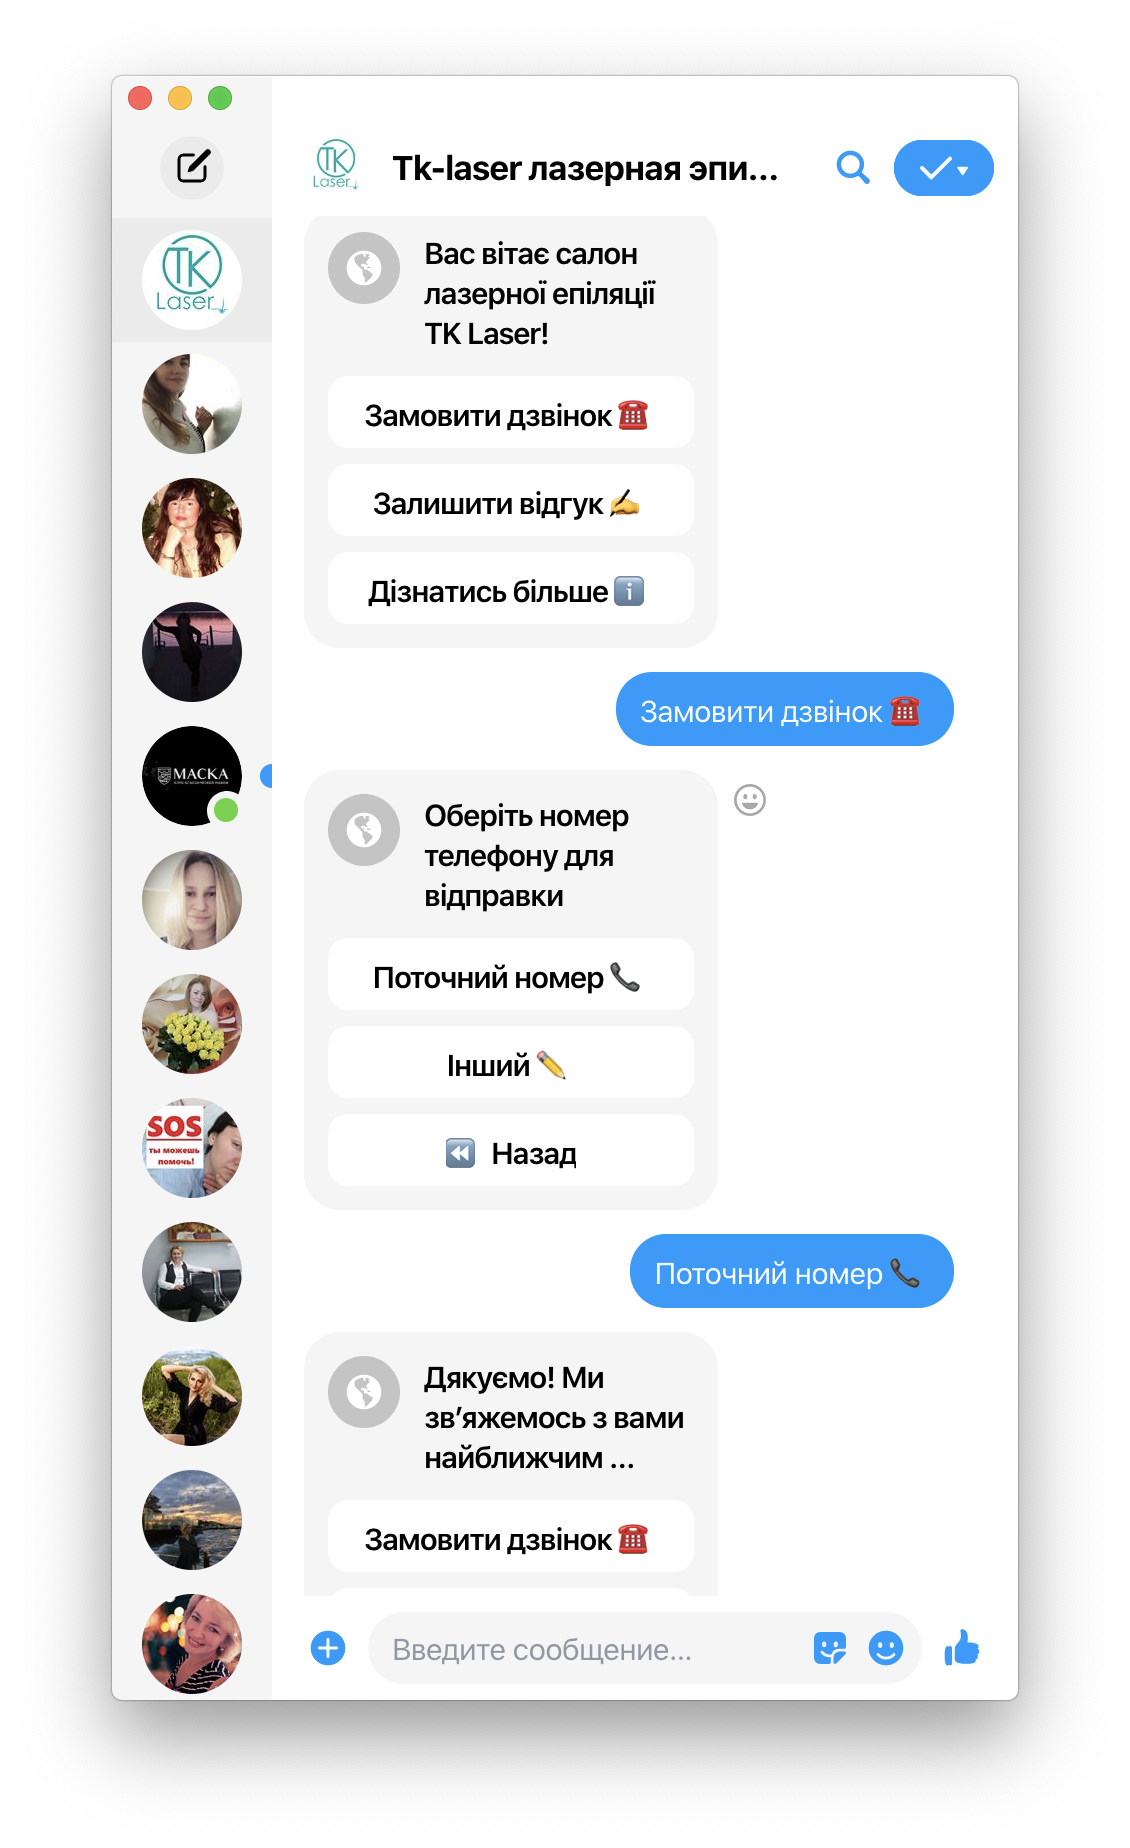 Tk-laser лазерная эпи...
TK
Laser
TK
Laser
Вас вітає салон
лазерної епіляції
TK Laser!
Замовити дзвінок ☎️
Залишити відгук ✍️
Дізнатись більше ℹ️
Замовити дзвінок ☎️
МАСКА
Оберіть номер
телефону для
відправки
Поточний номер 📞
Інший ✏️
⏪ Назад
SOS
ты можешь
помочь!
Поточний номер 📞
Дякуємо! Ми
зв’яжемось з вами
найближчим ...
Замовити дзвінок ☎️
Введите сообщение...